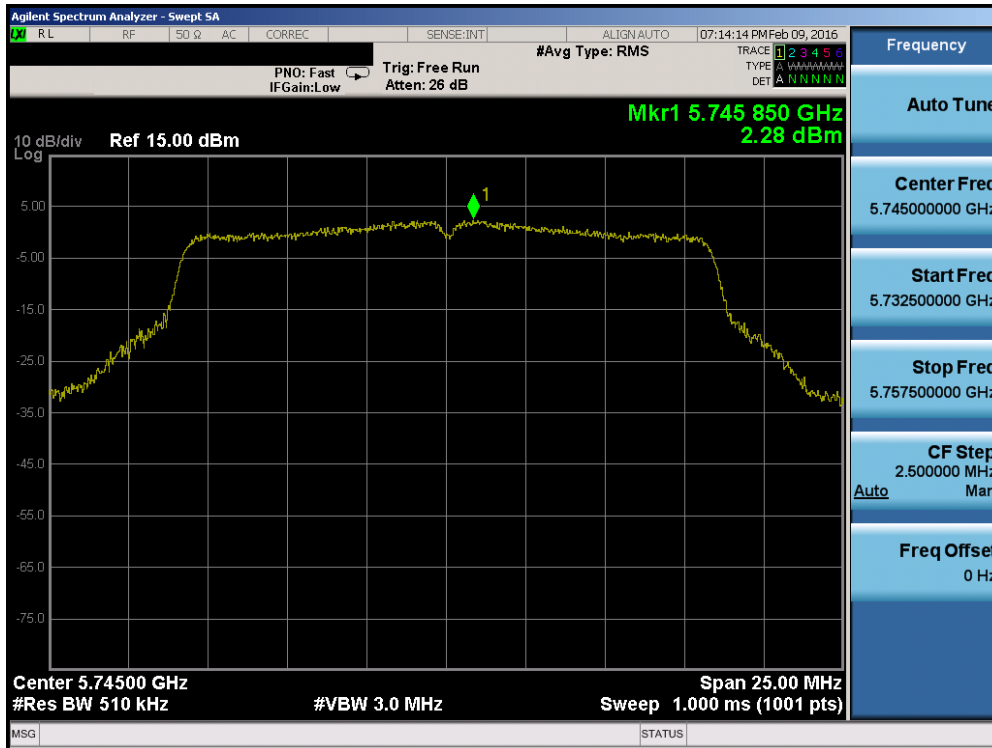 Agilent Spectrum Analyzer - Swept SA
LXI RL RF 50 Ω AC CORREC SENSE:INT ALIGN AUTO 07:14:14 PM Feb 09, 2016
PNO: Fast
IFGain:Low
Trig: Free Run
Atten: 26 dB
#Avg Type: RMS
TRACE 1 2 3 4 5 6
TYPE A WWWWW
DET A N N N N N
Mkr1 5.745 850 GHz
2.28 dBm
10 dB/div Ref 15.00 dBm
Log
1
5.00
-5.00
-15.0
-25.0
-35.0
-45.0
-55.0
-65.0
-75.0
Center 5.74500 GHz Span 25.00 MHz
#Res BW 510 kHz #VBW 3.0 MHz Sweep 1.000 ms (1001 pts)
MSG STATUS
Frequency
Auto Tune
Center Freq
5.745000000 GHz
Start Freq
5.732500000 GHz
Stop Freq
5.757500000 GHz
CF Step
2.500000 MHz
Auto Man
Freq Offset
0 Hz